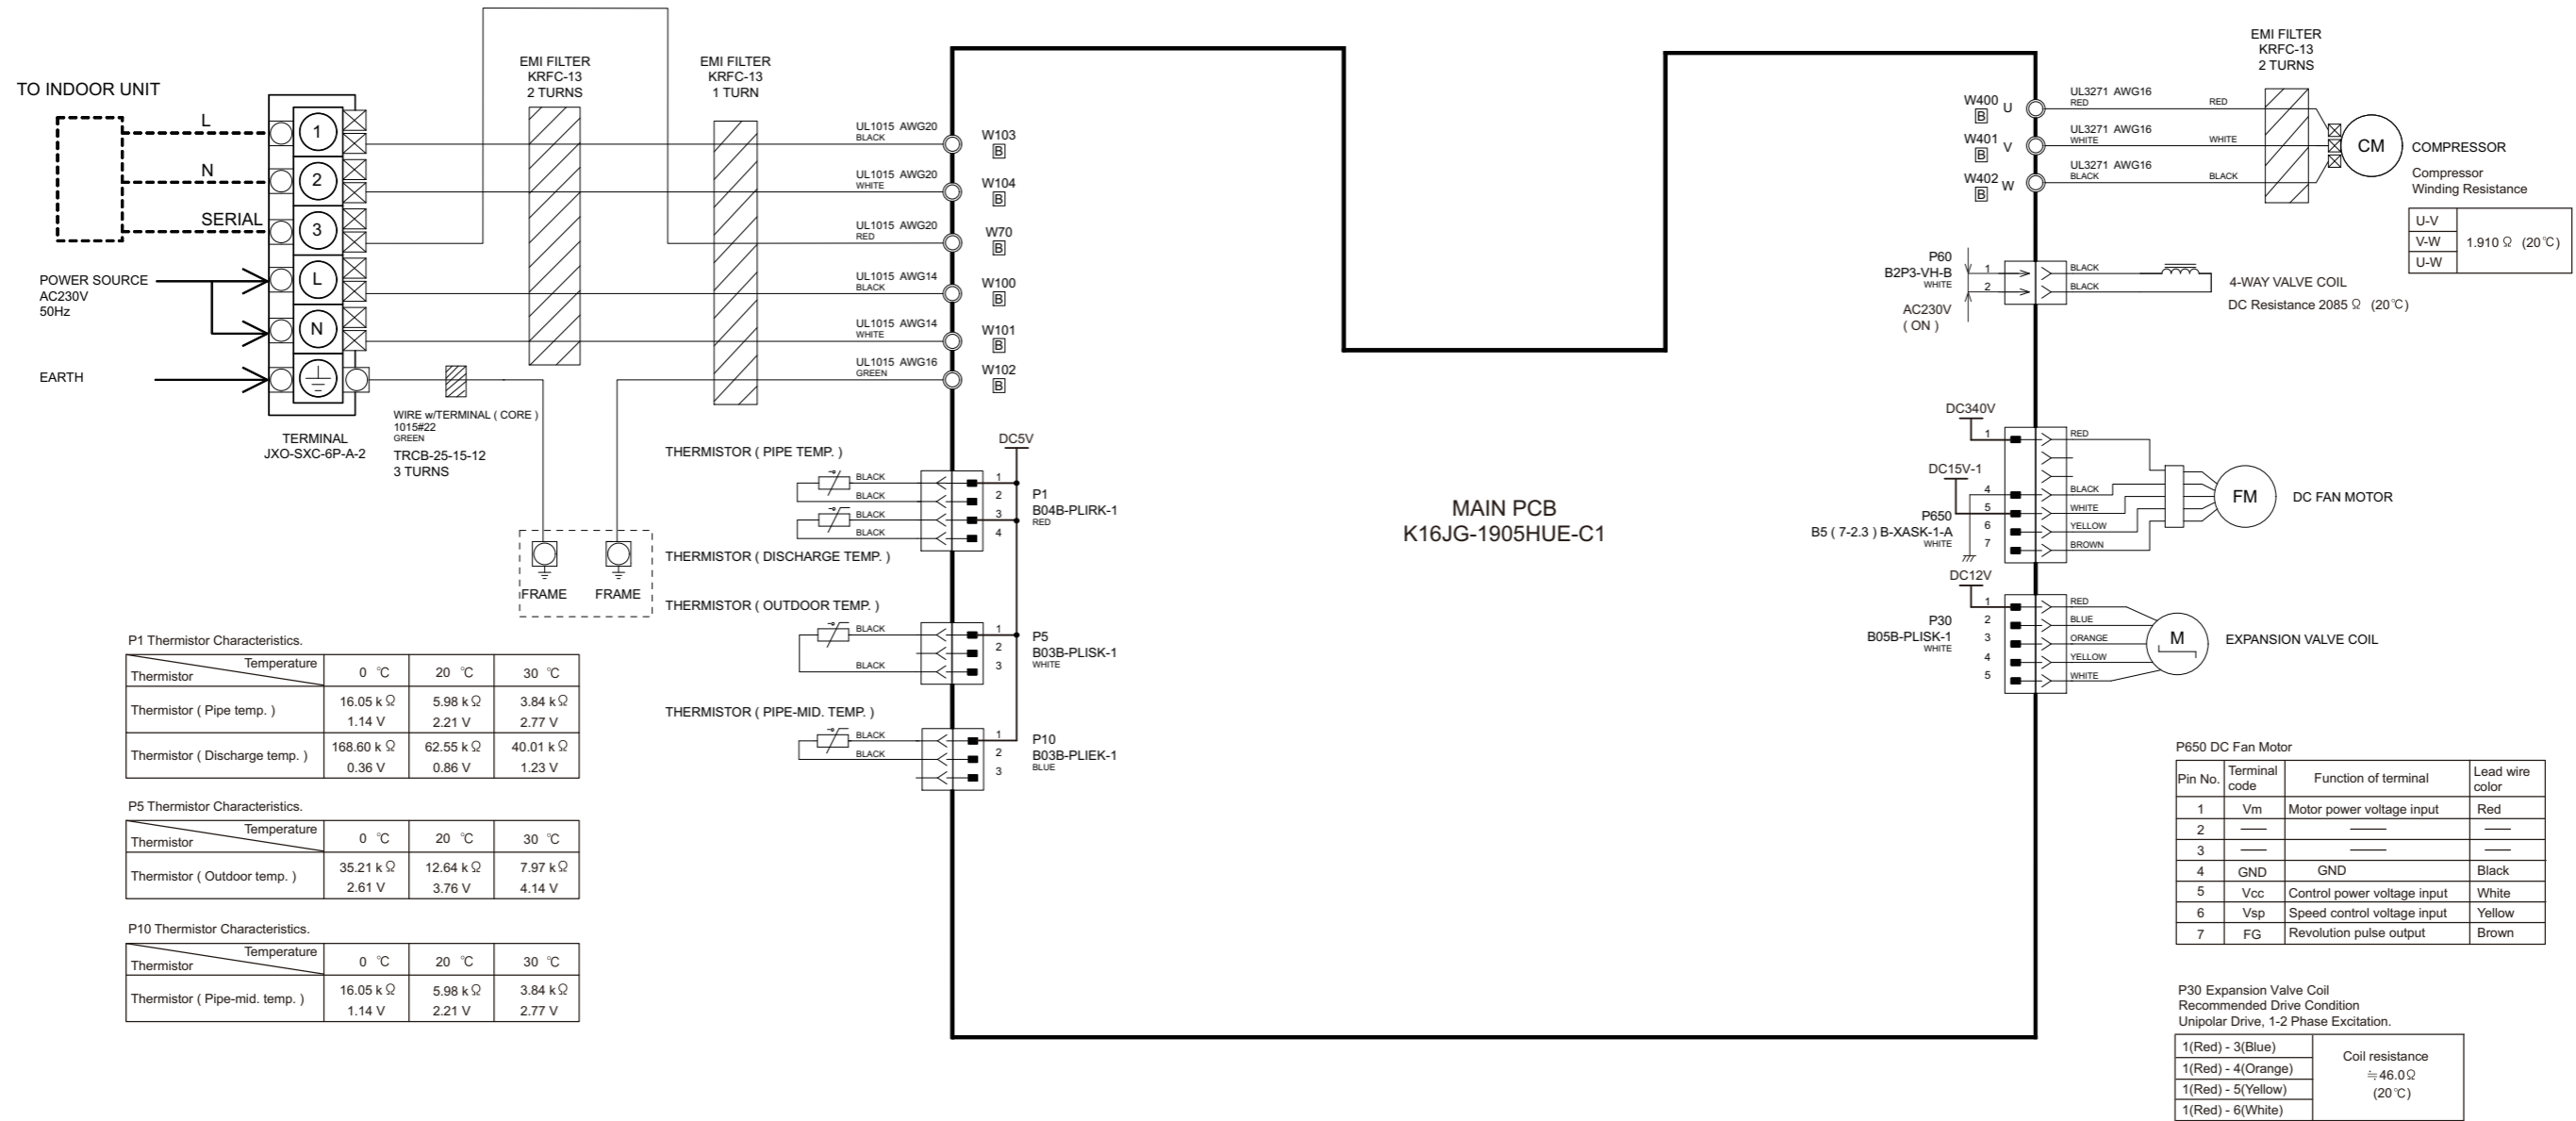 TO INDOOR UNIT
L
N
SERIAL
POWER SOURCE
AC230V
50Hz
EARTH
1
2
3
L
N
TERMINAL
JXO-SXC-6P-A-2
WIRE w/TERMINAL ( CORE )
1015#22
GREEN
TRCB-25-15-12
3 TURNS
FRAME
FRAME
EMI FILTER
KRFC-13
2 TURNS
EMI FILTER
KRFC-13
1 TURN
UL1015 AWG20
BLACK
W103
B
UL1015 AWG20
WHITE
W104
B
UL1015 AWG20
RED
W70
B
UL1015 AWG14
BLACK
W100
B
UL1015 AWG14
WHITE
W101
B
UL1015 AWG16
GREEN
W102
B
DC5V
THERMISTOR ( PIPE TEMP. )
BLACK
BLACK
BLACK
BLACK
1
2
3
4
P1
B04B-PLIRK-1
RED
THERMISTOR ( DISCHARGE TEMP. )
THERMISTOR ( OUTDOOR TEMP. )
BLACK
BLACK
1
2
3
P5
B03B-PLISK-1
WHITE
THERMISTOR ( PIPE-MID. TEMP. )
BLACK
BLACK
1
2
3
P10
B03B-PLIEK-1
BLUE
MAIN PCB
K16JG-1905HUE-C1
EMI FILTER
KRFC-13
2 TURNS
W400 U
B
UL3271 AWG16
RED RED
W401 V
B
UL3271 AWG16
WHITE WHITE
W402 W
B
UL3271 AWG16
BLACK BLACK
CM
COMPRESSOR
Compressor
Winding Resistance
U-V
V-W 1.910 Ω (20℃)
U-W
P60
B2P3-VH-B
WHITE
1
2
AC230V
( ON )
BLACK
BLACK
4-WAY VALVE COIL
DC Resistance 2085 Ω (20℃)
DC340V
1
RED
DC15V-1
4
5
6
7
P650
B5 ( 7-2.3 ) B-XASK-1-A
WHITE
BLACK
WHITE
YELLOW
BROWN
FM
DC FAN MOTOR
DC12V
1
2
3
4
5
P30
B05B-PLISK-1
WHITE
RED
BLUE
ORANGE
YELLOW
WHITE
M
EXPANSION VALVE COIL
P1 Thermistor Characteristics.
Temperature
Thermistor 0 ℃ 20 ℃ 30 ℃
Thermistor ( Pipe temp. ) 16.05 k Ω 5.98 k Ω 3.84 k Ω
1.14 V 2.21 V 2.77 V
Thermistor ( Discharge temp. ) 168.60 k Ω 62.55 k Ω 40.01 k Ω
0.36 V 0.86 V 1.23 V
P5 Thermistor Characteristics.
Temperature
Thermistor 0 ℃ 20 ℃ 30 ℃
Thermistor ( Outdoor temp. ) 35.21 k Ω 12.64 k Ω 7.97 k Ω
2.61 V 3.76 V 4.14 V
P10 Thermistor Characteristics.
Temperature
Thermistor 0 ℃ 20 ℃ 30 ℃
Thermistor ( Pipe-mid. temp. ) 16.05 k Ω 5.98 k Ω 3.84 k Ω
1.14 V 2.21 V 2.77 V
P650 DC Fan Motor
Pin No. Terminal code Function of terminal Lead wire color
1 Vm Motor power voltage input Red
2 — — —
3 — — —
4 GND GND Black
5 Vcc Control power voltage input White
6 Vsp Speed control voltage input Yellow
7 FG Revolution pulse output Brown
P30 Expansion Valve Coil
Recommended Drive Condition
Unipolar Drive, 1-2 Phase Excitation.
1(Red) - 3(Blue)
1(Red) - 4(Orange)
1(Red) - 5(Yellow)
1(Red) - 6(White)
Coil resistance
≒46.0Ω
(20℃)